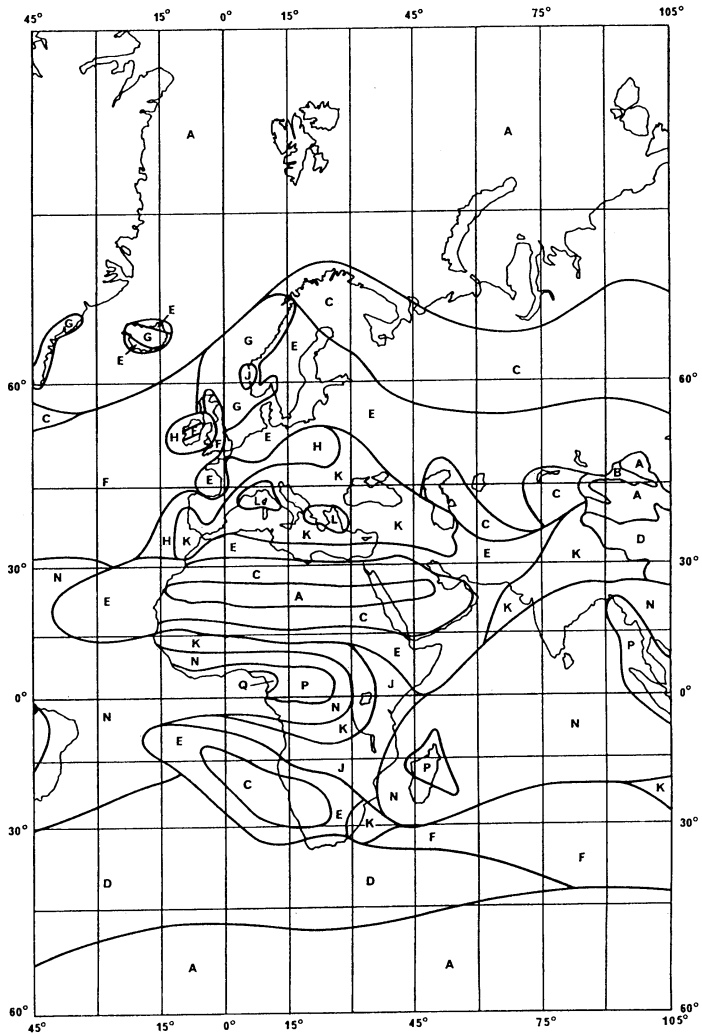 45° 15° 0° 15° 45° 75° 105°
A A
E
G G C
G E
E J C
60° 60°
C G E
H E F E H
F E K B A
L C A
H K E K L K K C D
E K
30° 30°
N C
E A K N
C
K E P
N
Q P J
0° 0°
N N K N
E
J P
C N K
E K
30° F 30°
F
D D
A A
60° 60°
45° 15° 0° 15° 45° 75° 105°